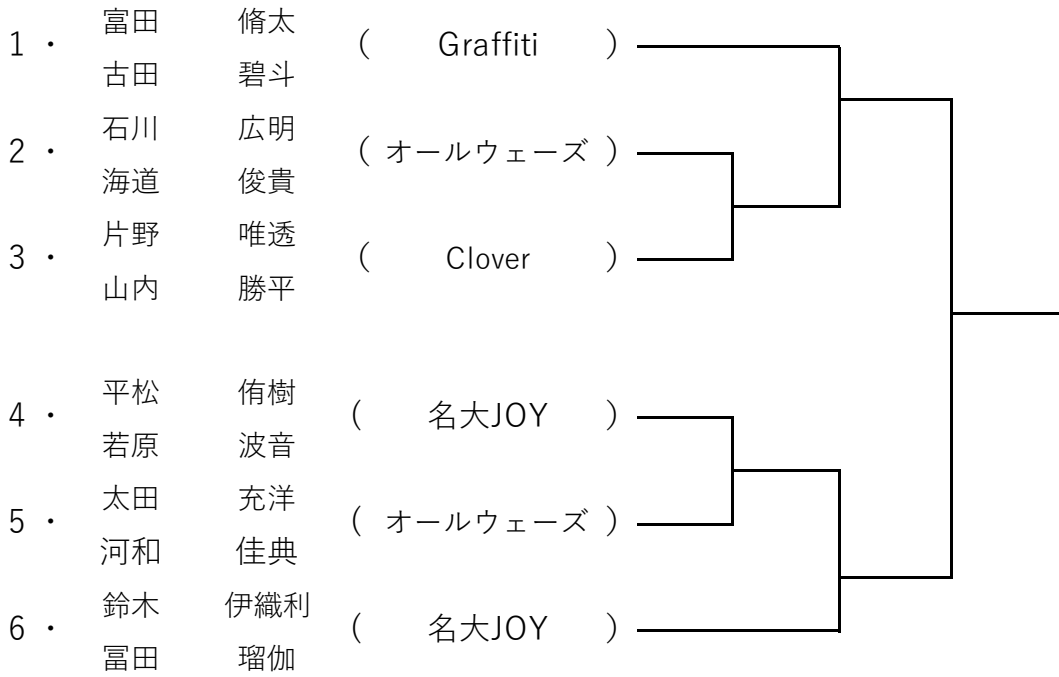 富田 脩太
1・ ( Graffiti )
古田 碧斗
石川 広明
2・ ( オールウェーズ )
海道 俊貴
片野 唯透
3・ ( Clover )
山内 勝平
平松 侑樹
4・ ( 名大JOY )
若原 波音
太田 充洋
5・ ( オールウェーズ )
河和 佳典
鈴木 伊織利
6・ ( 名大JOY )
冨田 瑠伽